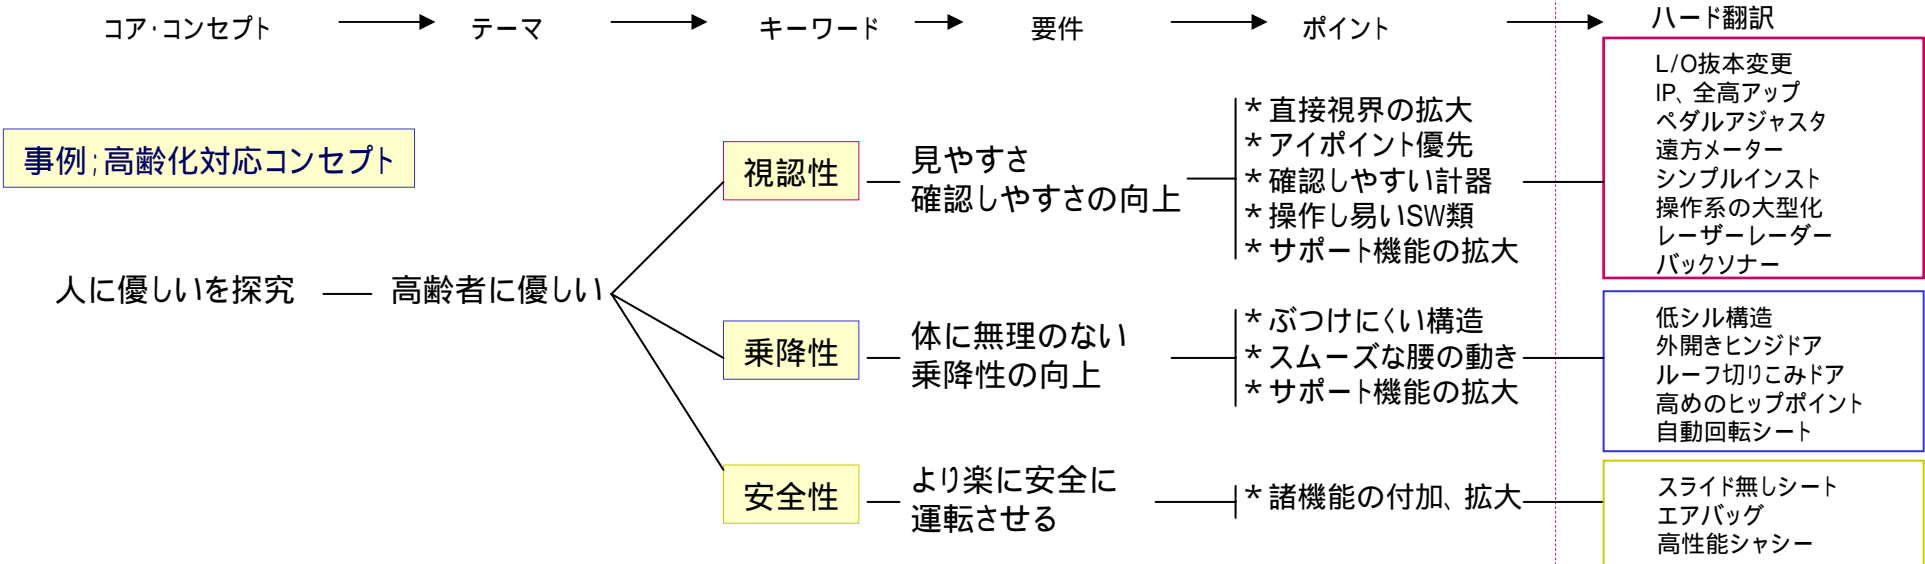 コア・コンセプト
テーマ
キーワード
要件
ポイント
ハード翻訳
事例;高齢化対応コンセプト
人に優しいを探究
高齢者に優しい
視認性
見やすさ
確認しやすさの向上
*直接視界の拡大
*アイポイント優先
*確認しやすい計器
*操作し易いSW類
*サポート機能の拡大
L/O抜本変更
IP、全高アップ
ペダルアジャスタ
遠方メーター
シンプルインスト
操作系の大型化
レーザーレーダー
バックソナー
乗降性
体に無理のない
乗降性の向上
*ぶつけにくい構造
*スムーズな腰の動き
*サポート機能の拡大
低シル構造
外開きヒンジドア
ルーフ切りこみドア
高めのヒップポイント
自動回転シート
安全性
より楽に安全に
運転させる
*諸機能の付加、拡大
スライド無しシート
エアバッグ
高性能シャシー